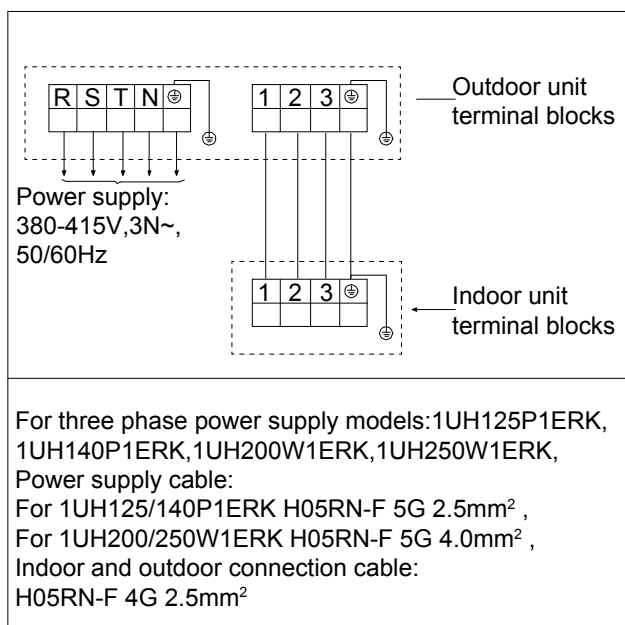 R S T N
1 2 3
Outdoor unit
terminal blocks
Power supply:
380-415V,3N~,
50/60Hz
1 2 3
Indoor unit
terminal blocks
For three phase power supply models:1UH125P1ERK,
1UH140P1ERK,1UH200W1ERK,1UH250W1ERK,
Power supply cable:
For 1UH125/140P1ERK H05RN-F 5G 2.5mm² ,
For 1UH200/250W1ERK H05RN-F 5G 4.0mm² ,
Indoor and outdoor connection cable:
H05RN-F 4G 2.5mm²